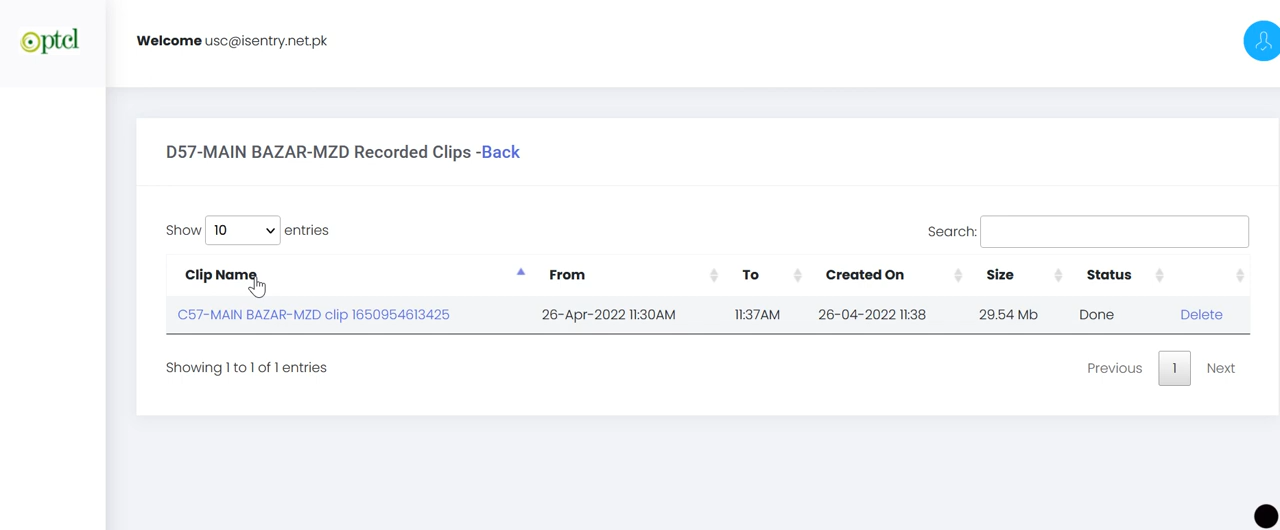 ptcl
Welcome usc@isentry.net.pk
D57-MAIN BAZAR-MZD Recorded Clips -Back
Show 10 entries
Search:
Clip Name From To Created On Size Status
C57-MAIN BAZAR-MZD clip 1650954613425 26-Apr-2022 11:30AM 11:37AM 26-04-2022 11:38 29.54 Mb Done Delete
Showing 1 to 1 of 1 entries
Previous 1 Next